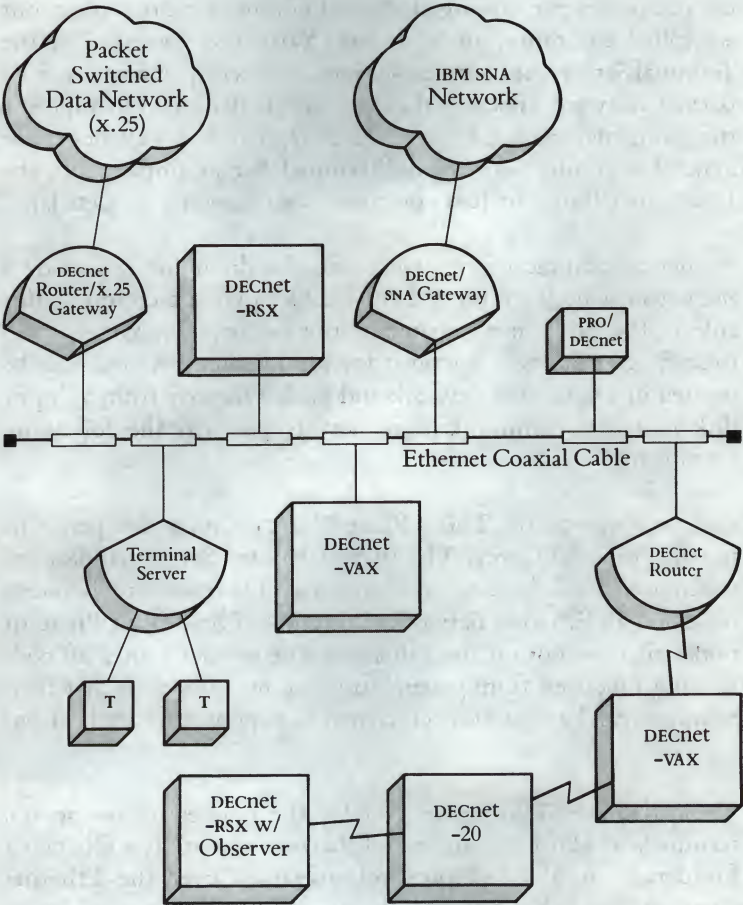 Packet
Switched
Data Network
(x.25)
IBM SNA
Network
DECnet
Router/x.25
Gateway
DECnet
-RSX
DECnet/
SNA Gateway
PRO/
DECnet
Ethernet Coaxial Cable
Terminal
Server
DECnet
-VAX
DECnet
Router
T
T
DECnet
-VAX
DECnet
-RSX W/
Observer
DECnet
-20